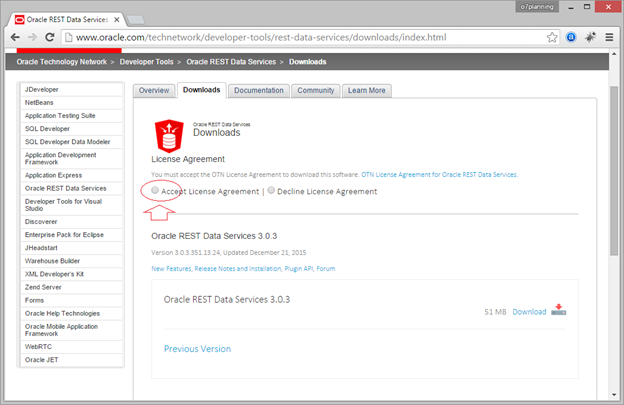 o7planning
Oracle REST Data Services
www.oracle.com/technetwork/developer-tools/rest-data-services/downloads/index.html
Oracle Technology Network > Developer Tools > Oracle REST Data Services > Downloads
JDeveloper
NetBeans
Application Testing Suite
SQL Developer
SQL Developer Data Modeler
Application Development
Framework
Application Express
Oracle REST Data Services
Developer Tools for Visual
Studio
Discoverer
Enterprise Pack for Eclipse
JHeadstart
Warehouse Builder
XML Developer's Kit
Zend Server
Forms
Oracle Help Technologies
Oracle Mobile Application
Framework
WebRTC
Oracle JET
Overview Downloads Documentation Community Learn More
Oracle REST Data Services
Downloads
License Agreement
You must accept the OTN License Agreement to download this software. OTN License Agreement for Oracle REST Data Services.
Accept License Agreement | Decline License Agreement
Oracle REST Data Services 3.0.3
Version 3.0.3.351.13.24, Updated December 21, 2015
New Features, Release Notes and Installation, Plugin API, Forum
Oracle REST Data Services 3.0.3
51 MB Download
Previous Version